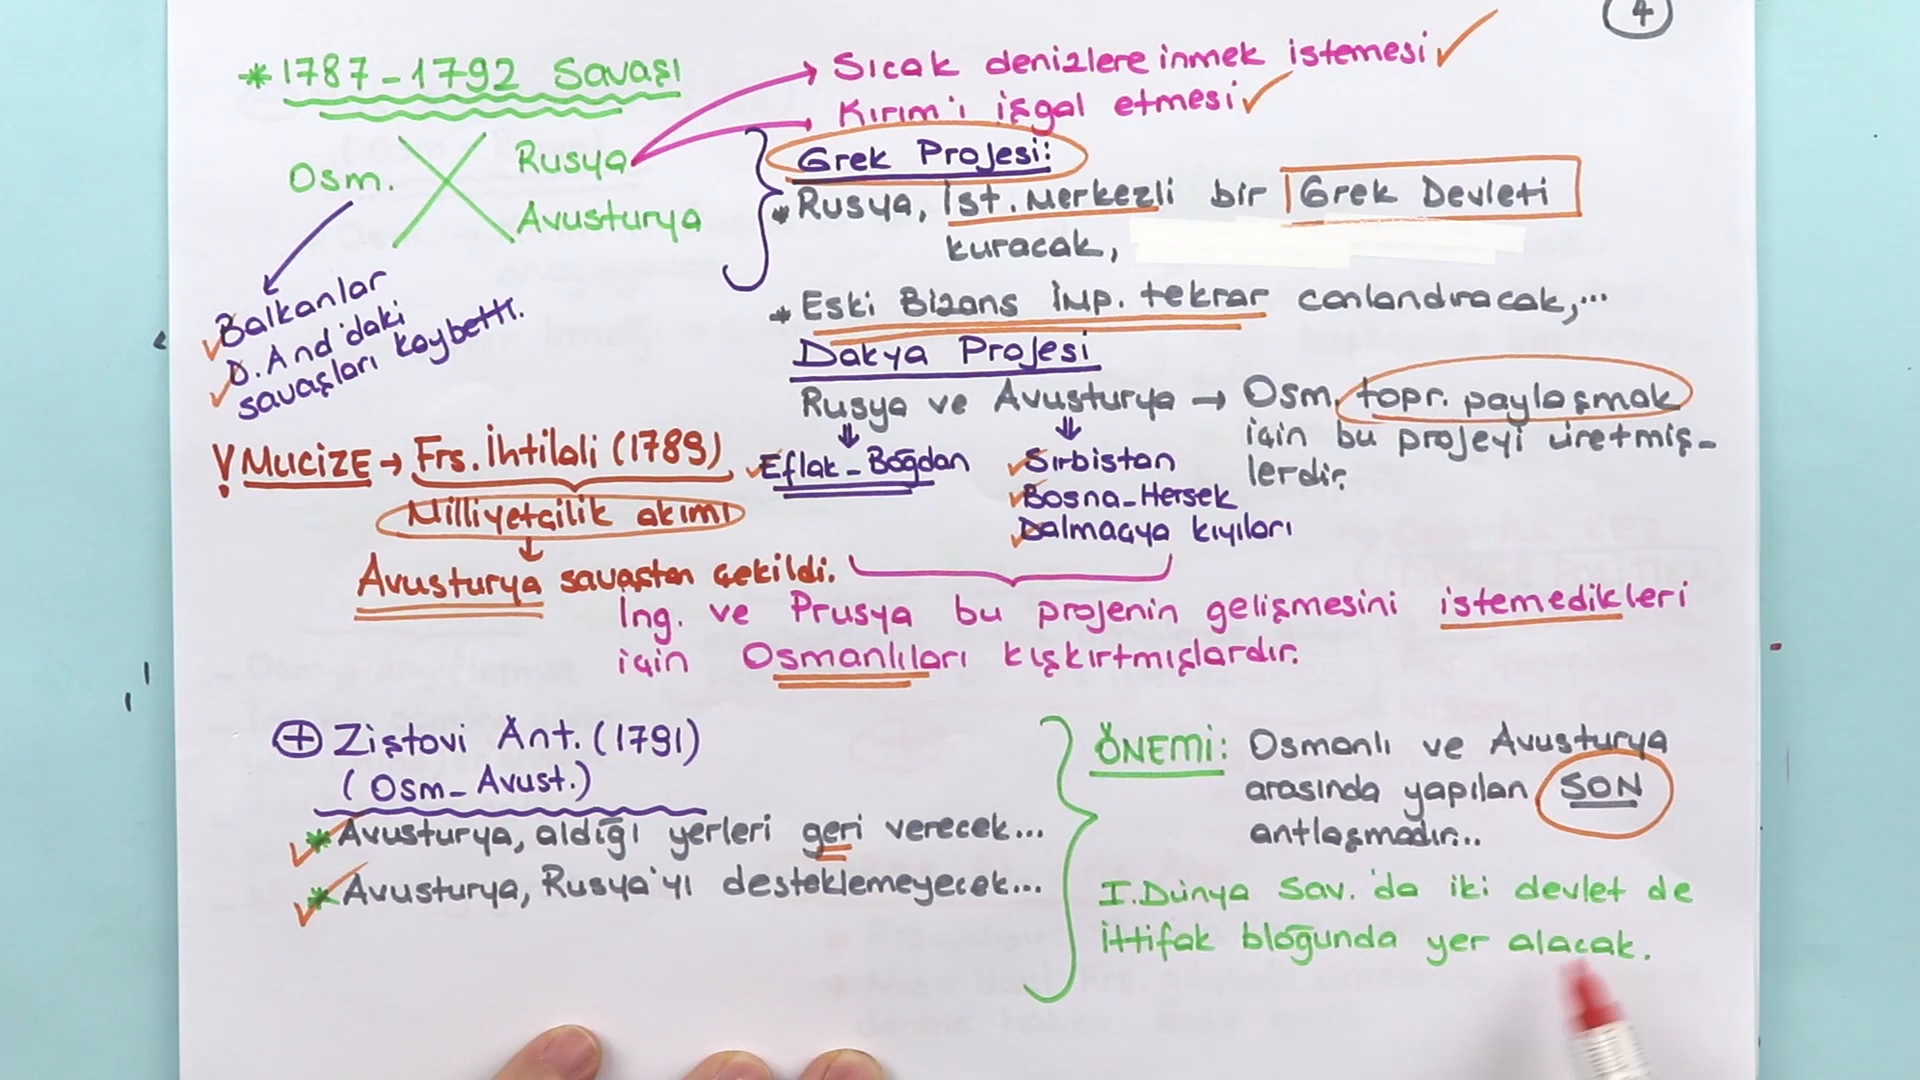 4
* 1787-1792 Savaşı
Osm.
Rusya
Avusturya
Sıcak denizlere inmek istemesi
Kırım'ı işgal etmesi
Grek Projesi:
* Rusya, İst. Merkezli bir Grek Devleti
kuracak,
* Eski Bizans İmp. tekrar canlandıracak,...
Balkanlar
D. And'daki
savaşları kaybetti.
Dakya Projesi
Rusya ve Avusturya → Osm. topr. paylaşmak
için bu projeyi üretmiş-
lerdir.
Eflak-Boğdan
Sırbistan
Bosna-Hersek
Dalmaçya kıyıları
! MUCİZE → Frs. İhtilali (1789)
Milliyetçilik akımı
Avusturya savaştan çekildi.
İng. ve Prusya bu projenin gelişmesini istemedikleri
için Osmanlıları kışkırtmışlardır.
+ Ziştovi Ant. (1791)
(Osm-Avust.)
* Avusturya, aldığı yerleri geri verecek...
* Avusturya, Rusya'yı desteklemeyecek...
ÖNEMİ: Osmanlı ve Avusturya
arasında yapılan SON
antlaşmadır...
I. Dünya Sav.'da iki devlet de
İttifak bloğunda yer alacak.